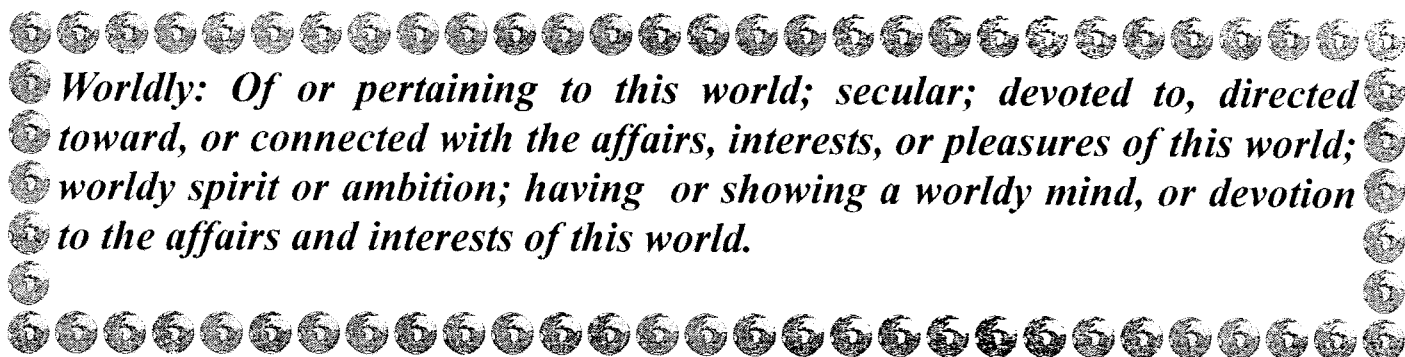 Worldly: Of or pertaining to this world; secular; devoted to, directed
toward, or connected with the affairs, interests, or pleasures of this world;
worldy spirit or ambition; having or showing a worldy mind, or devotion
to the affairs and interests of this world.